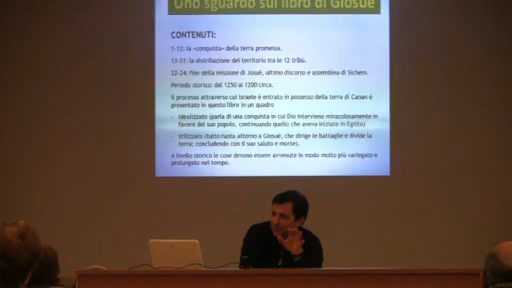 Uno sguardo sul libro di Giosuè
CONTENUTI:
1-12: la «conquista» della terra promessa.
13-21: la distribuzione del territorio tra le 12 tribù.
22-24: fine della missione di Josuè, ultimo discorso e assemblea di Sichem.
Periodo storico: dal 1250 al 1200 circa.
Il processo attraverso cui Israele è entrato in possesso della terra di Canan è
presentato in questo libro in un quadro
- idealizzato (parla di una conquista in cui Dio interviene miracolosamente in
favore del suo popolo, continuando quello che aveva iniziato in Egitto)
- stilizzato (tutto ruota attorno a Giosuè, che dirige le battaglie e divide la
terra; concludendo con il suo saluto e morte).
A livello storico le cose devono essere avvenute in modo molto più variegato e
prolungato nel tempo.